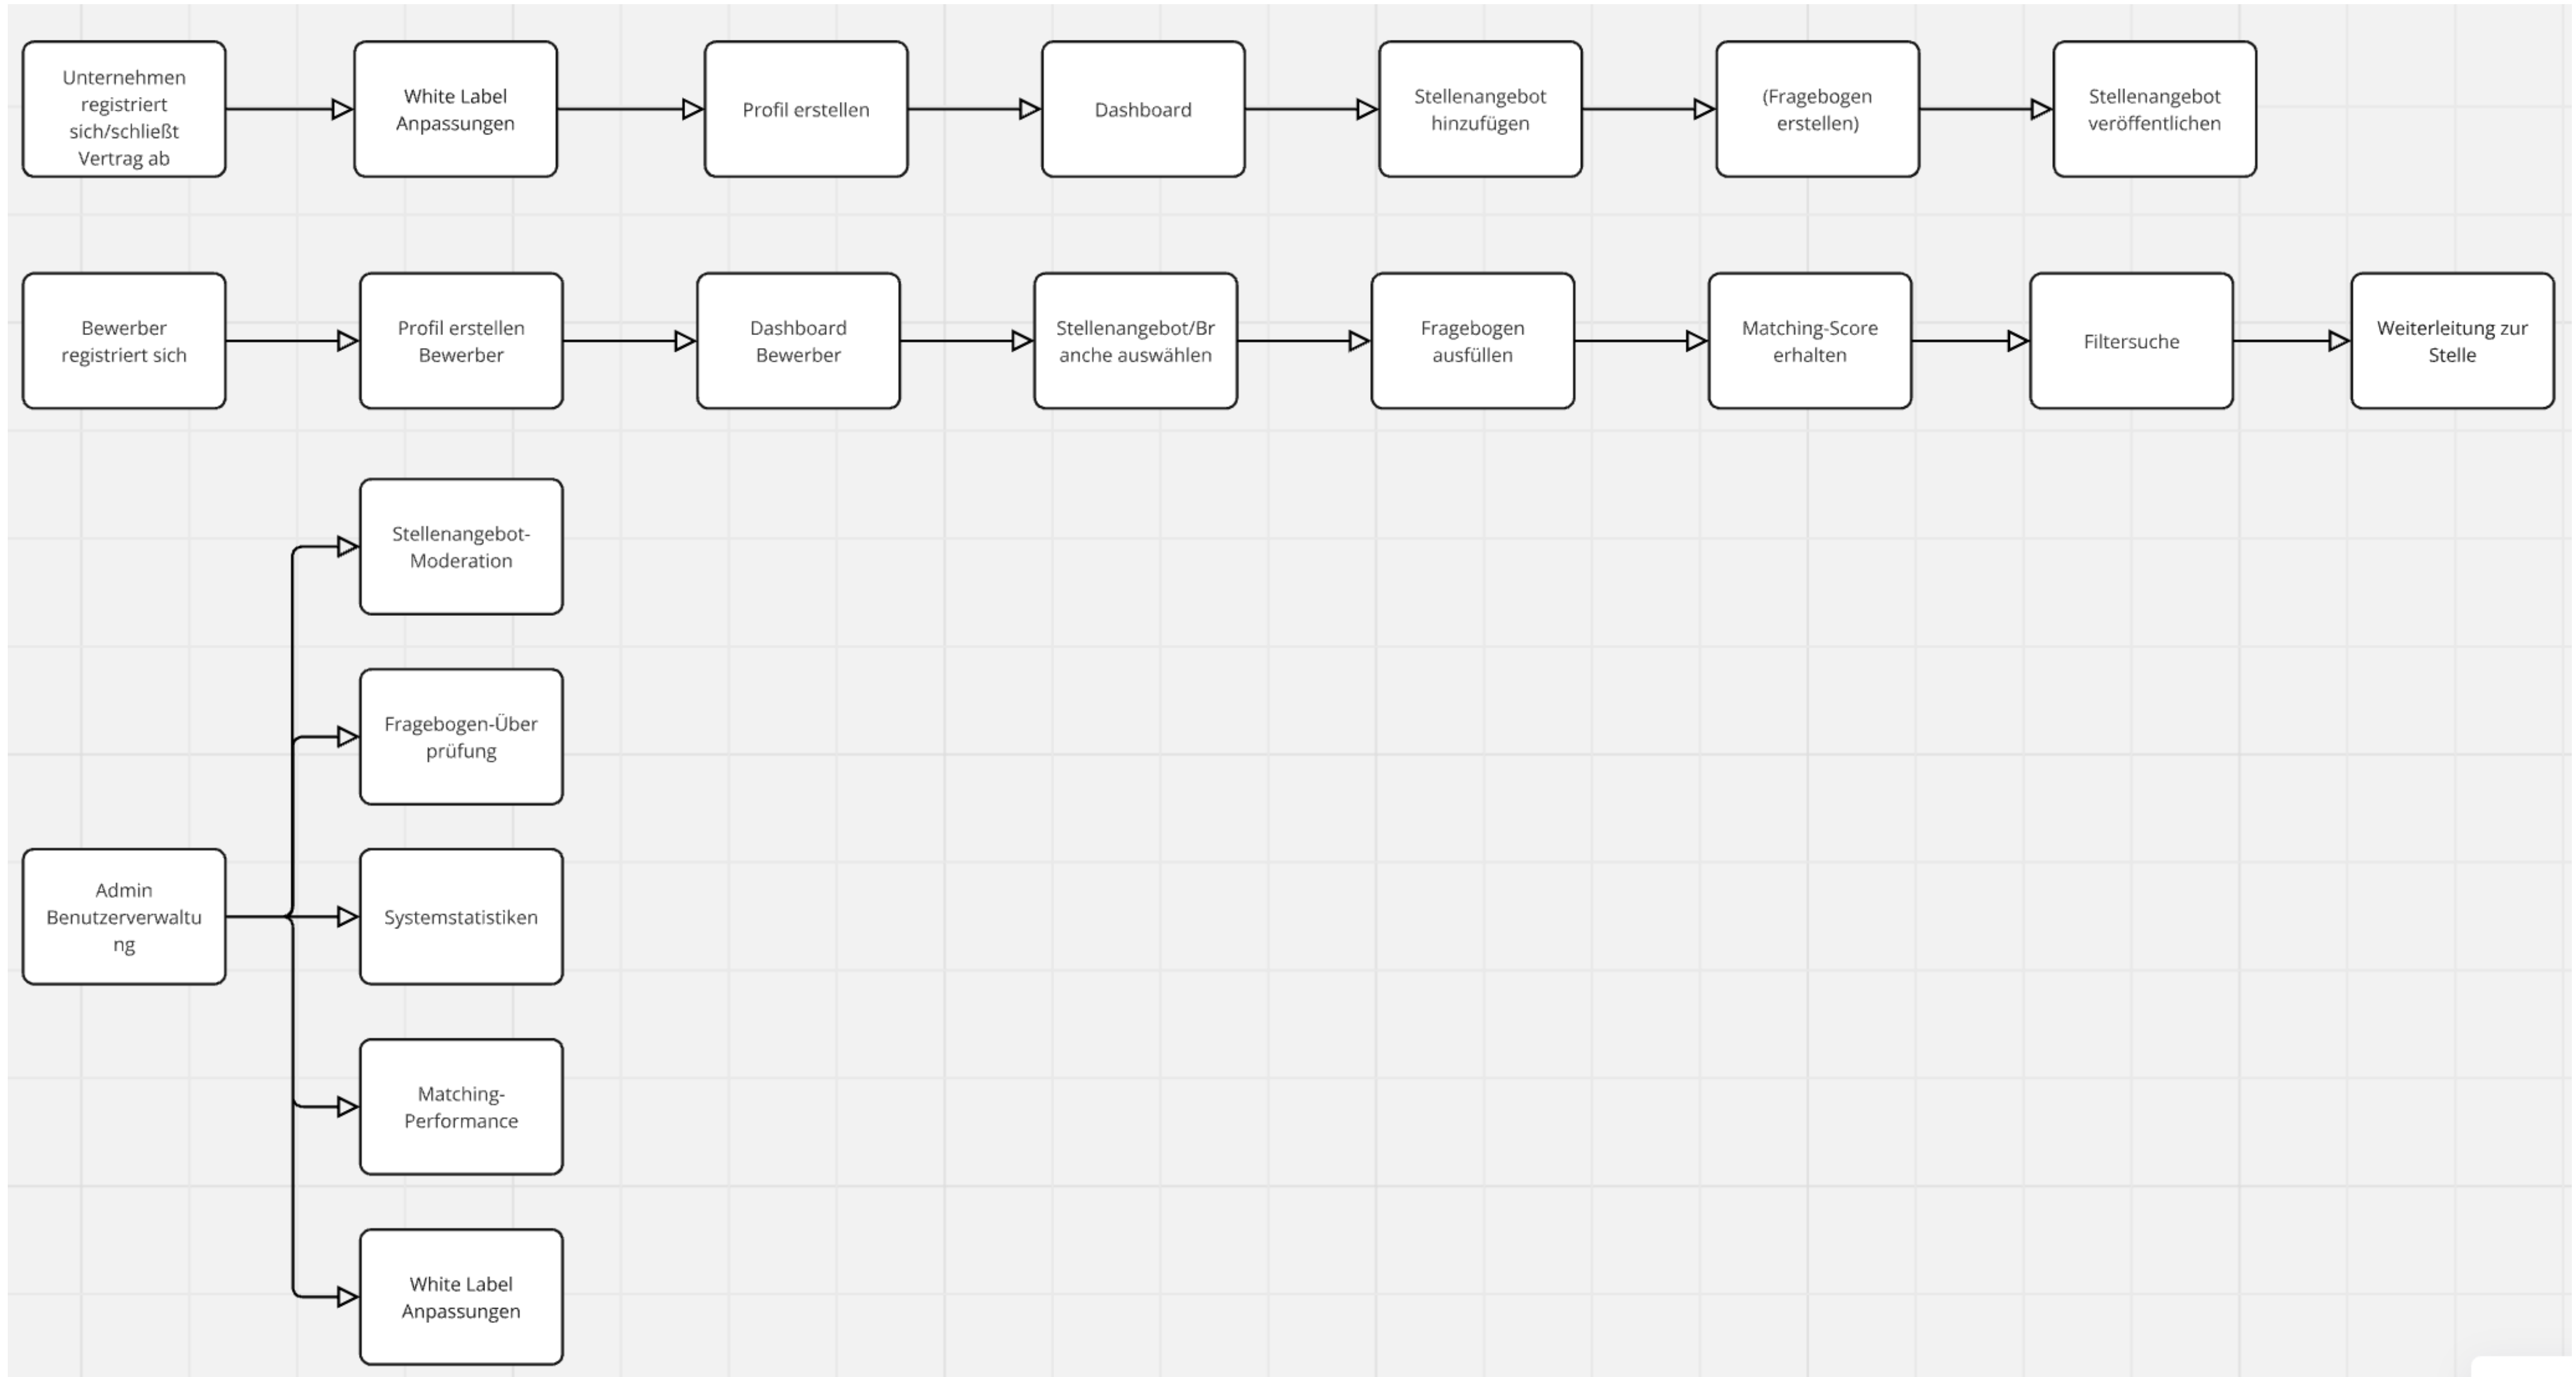 Unternehmen
registriert
sich/schließt
Vertrag ab
White Label
Anpassungen
Profil erstellen
Dashboard
Stellenangebot
hinzufügen
(Fragebogen
erstellen)
Stellenangebot
veröffentlichen
Bewerber
registriert sich
Profil erstellen
Bewerber
Dashboard
Bewerber
Stellenangebot/Br
anche auswählen
Fragebogen
ausfüllen
Matching-Score
erhalten
Filtersuche
Weiterleitung zur
Stelle
Stellenangebot-
Moderation
Fragebogen-Über
prüfung
Admin
Benutzerverwaltu
ng
Systemstatistiken
Matching-
Performance
White Label
Anpassungen